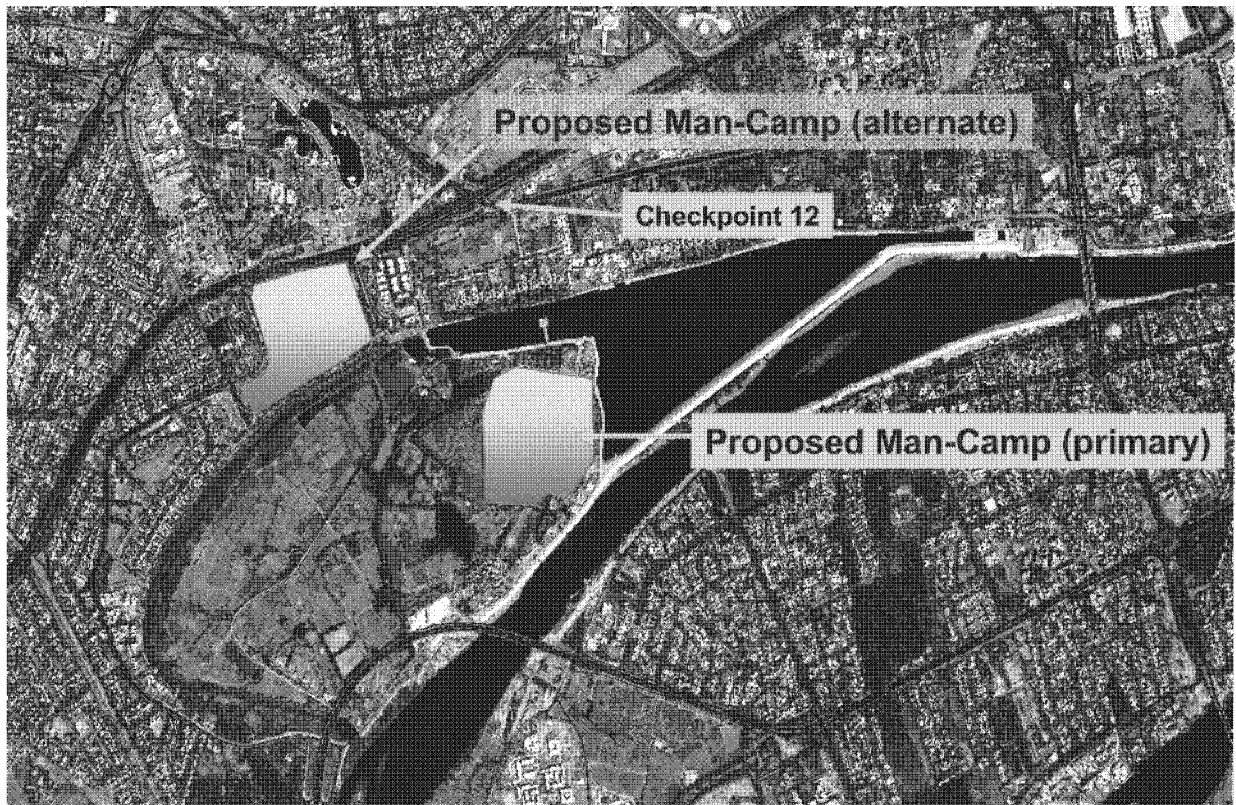 Proposed Man-Camp (alternate)
Checkpoint 12
Proposed Man-Camp (primary)